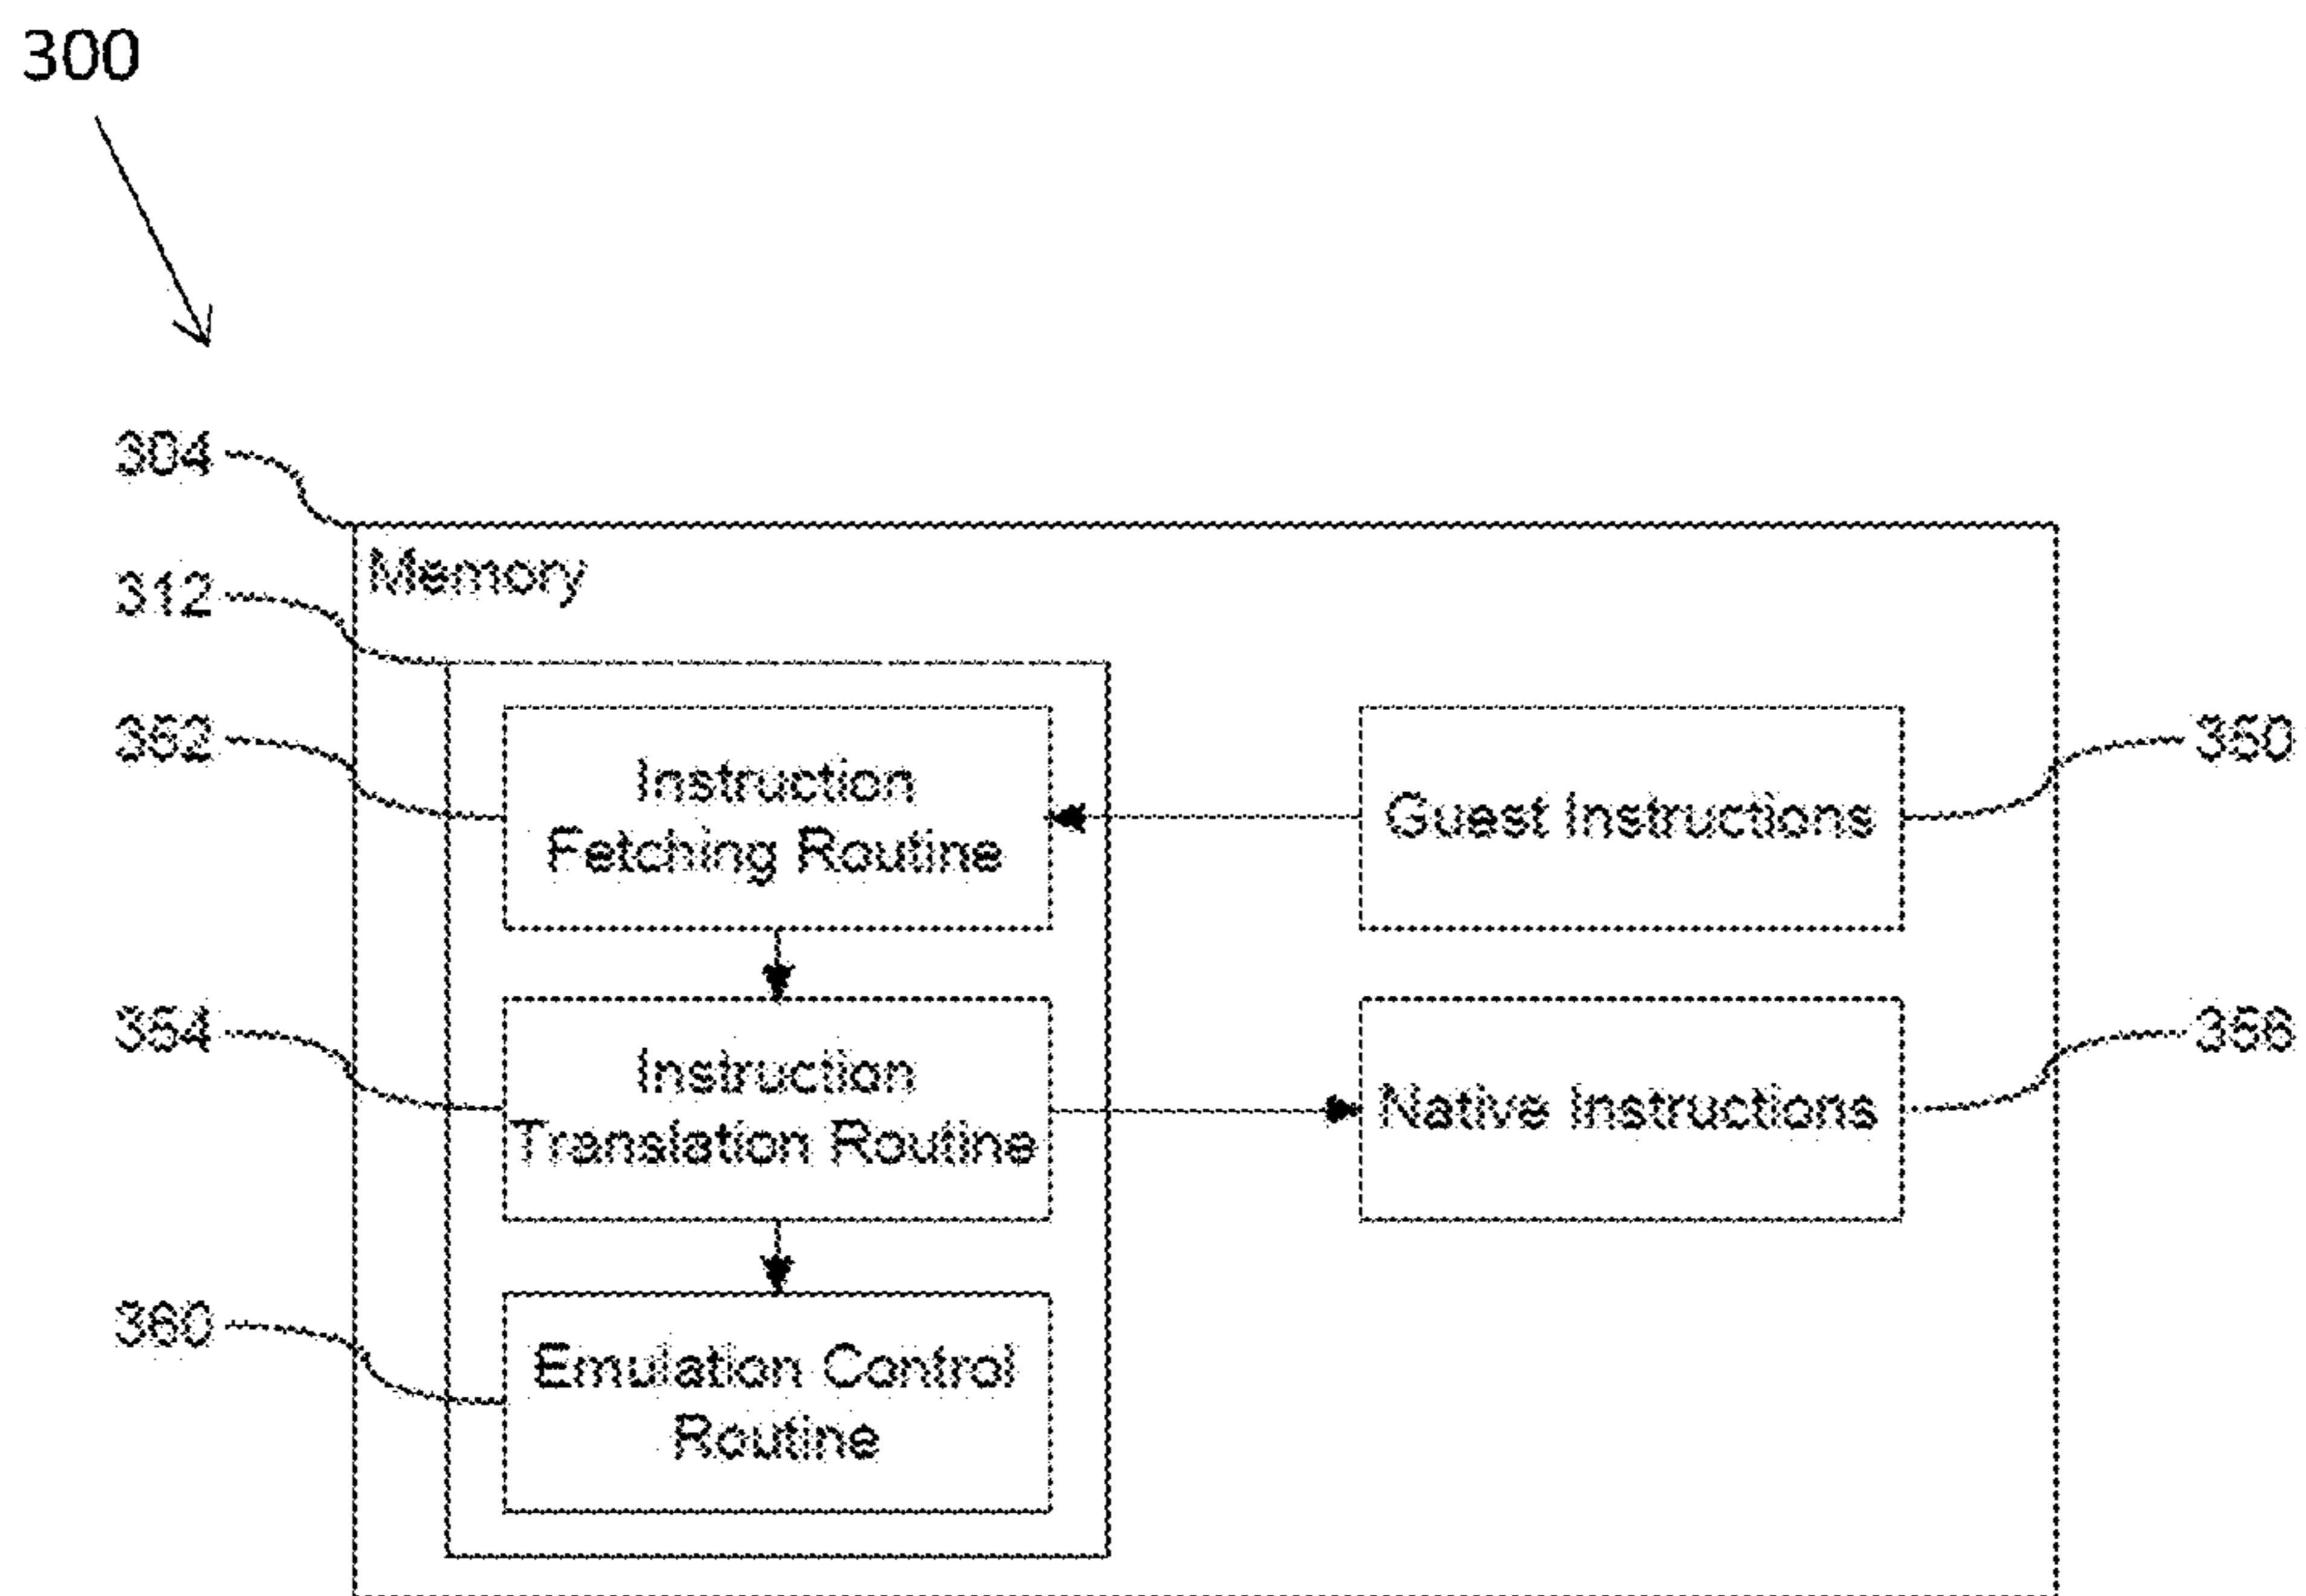 300
304
Memory
312
352
Instruction
Fetching Routine
Guest Instructions
350
354
Instruction
Translation Routine
Native Instructions
356
360
Emulation Control
Routine